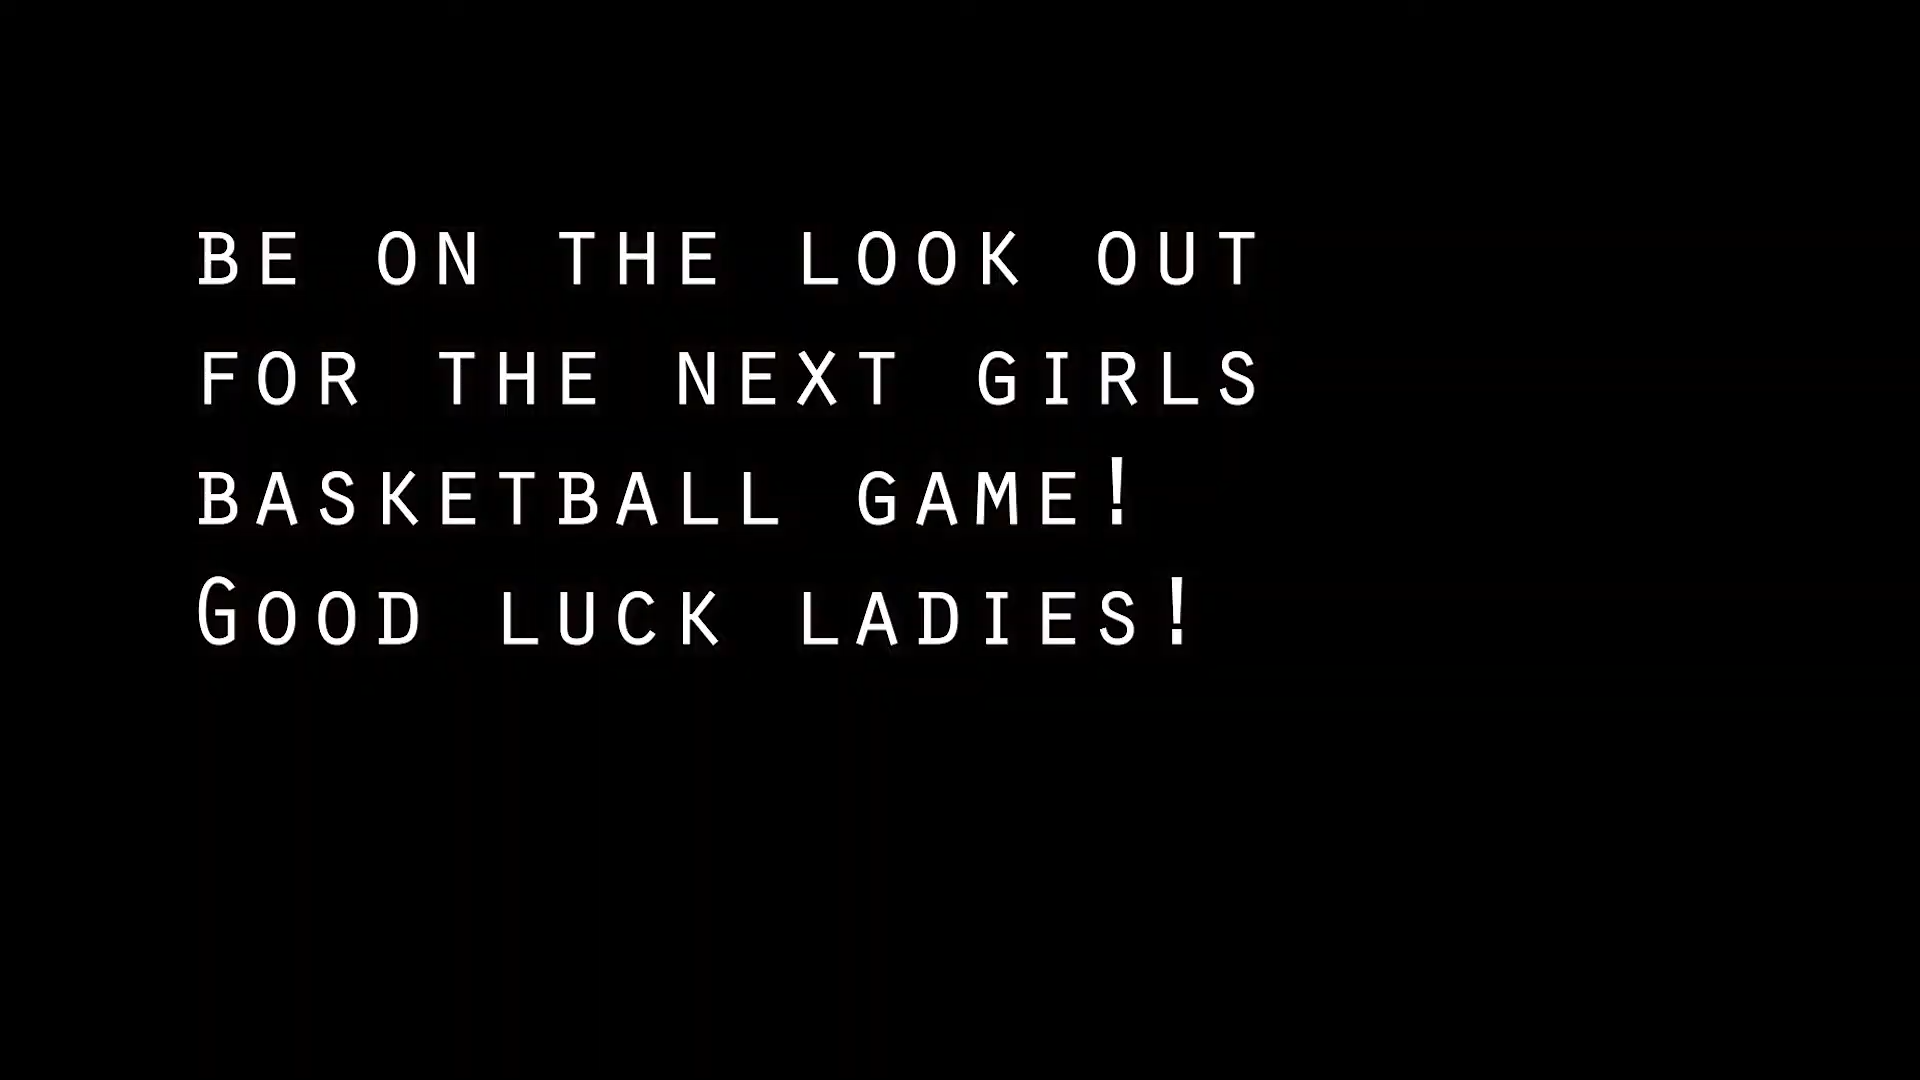 be on the look out
for the next girls
basketball game!
Good luck ladies!